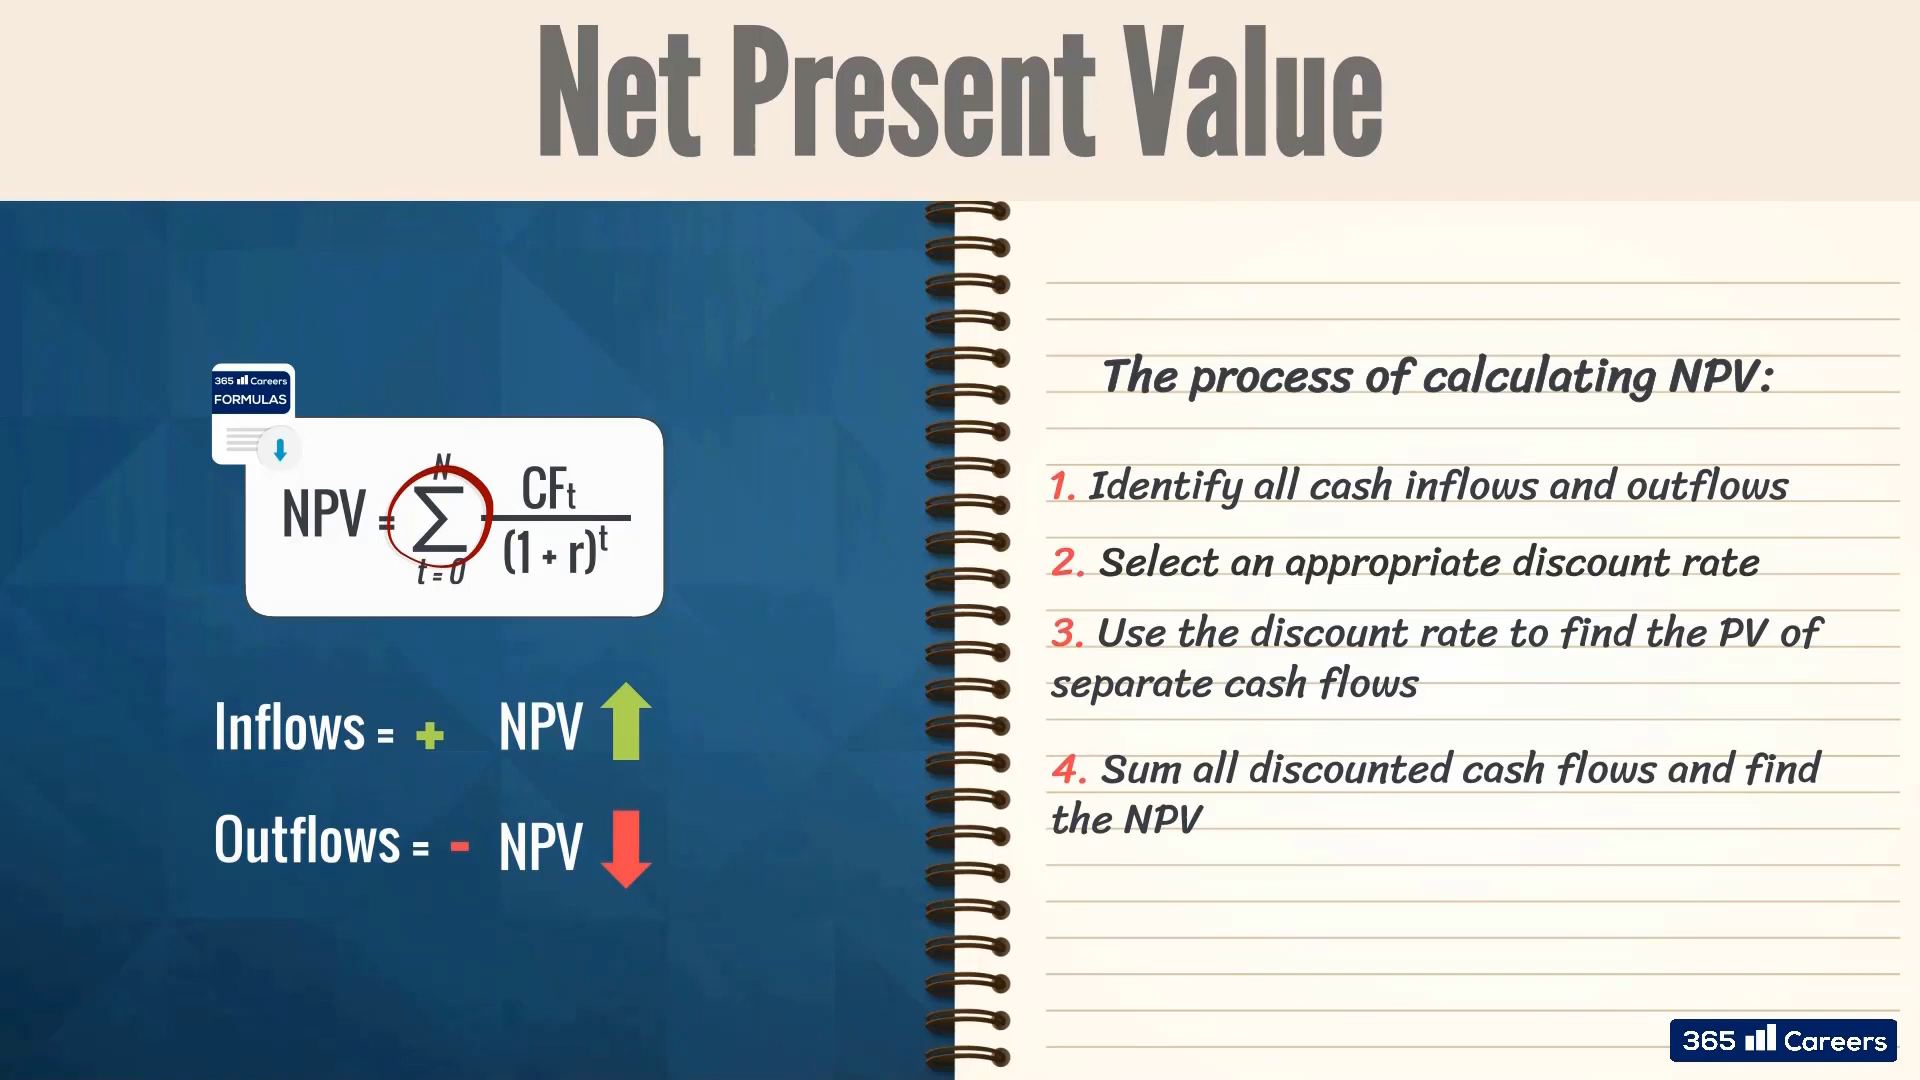 Net Present Value
365 Careers
FORMULAS
N
NPV = Σ CFt / (1 + r)^t
t = 0
Inflows = + NPV
Outflows = - NPV
The process of calculating NPV:
1. Identify all cash inflows and outflows
2. Select an appropriate discount rate
3. Use the discount rate to find the PV of
separate cash flows
4. Sum all discounted cash flows and find
the NPV
365 Careers